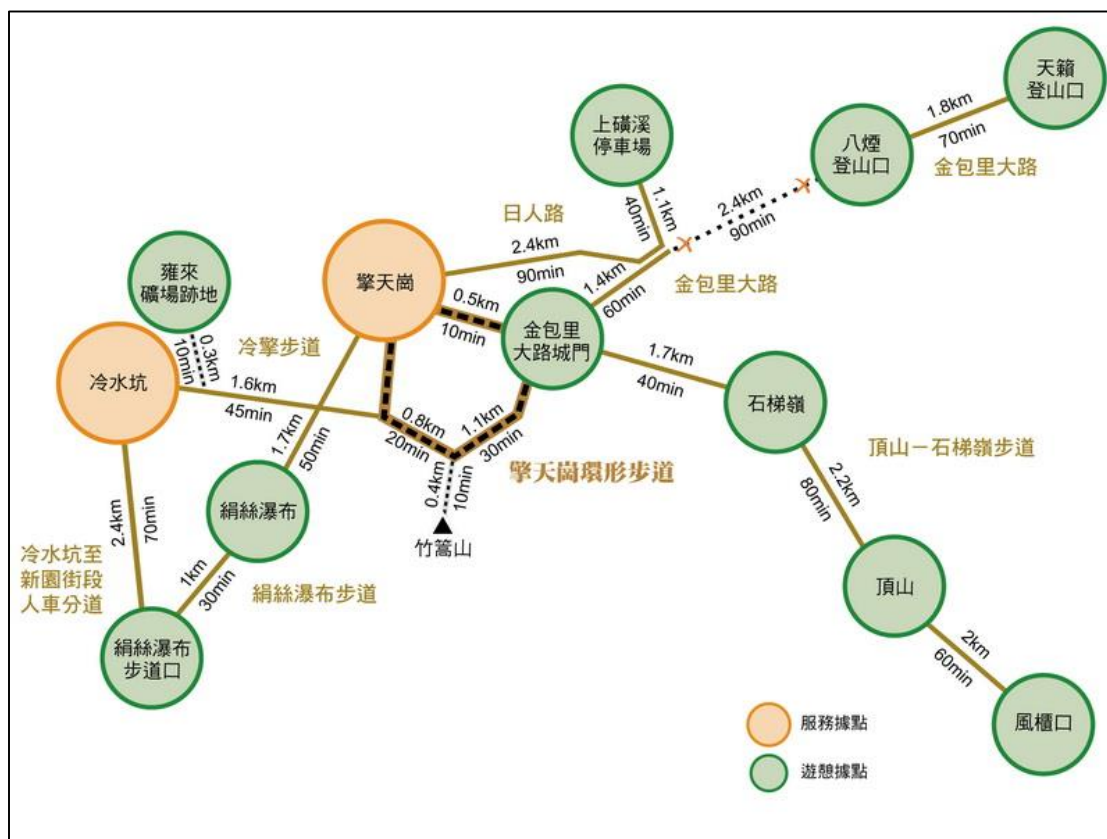 天籟
登山口
1.8km
70min
金包里大路
八煙
登山口
上磺溪
停車場
1.1km
40min
2.4km
90min
日人路
2.4km
90min
1.4km
60min
金包里大路
擎天崗
雍來
礦場跡地
0.3km
10min
冷擎步道
0.5km
10min
金包里
大路城門
冷水坑
1.6km
45min
1.7km
40min
石梯嶺
0.8km
20min
1.1km
30min
擎天崗環形步道
0.4km
10min
竹篙山
1.7km
50min
頂山－石梯嶺步道
2.2km
80min
絹絲瀑布
2.4km
70min
冷水坑至
新園街段
人車分道
1km
30min
絹絲瀑布步道
頂山
絹絲瀑布
步道口
2km
60min
風櫃口
服務據點
遊憩據點